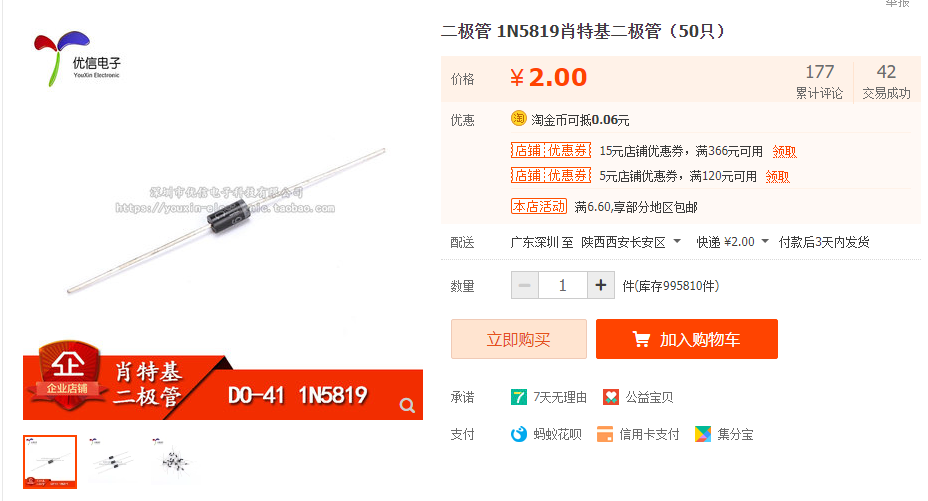 举报
优信电子
YouXin Electronic
深圳市优信电子科技有限公司
https://youxin-electronic.taobao.com
企
企业店铺
肖特基
二极管
DO-41 1N5819
二极管 1N5819肖特基二极管（50只）
价格 ¥2.00
177 42
累计评论 交易成功
优惠 淘 淘金币可抵0.06元
店铺优惠券 15元店铺优惠券，满366元可用 领取
店铺优惠券 5元店铺优惠券，满120元可用 领取
本店活动 满6.60,享部分地区包邮
配送 广东深圳 至 陕西西安长安区 快递 ¥2.00 付款后3天内发货
数量 − 1 + 件(库存995810件)
立即购买 加入购物车
承诺 7 7天无理由 公益宝贝
支付 蚂蚁花呗 信用卡支付 集分宝